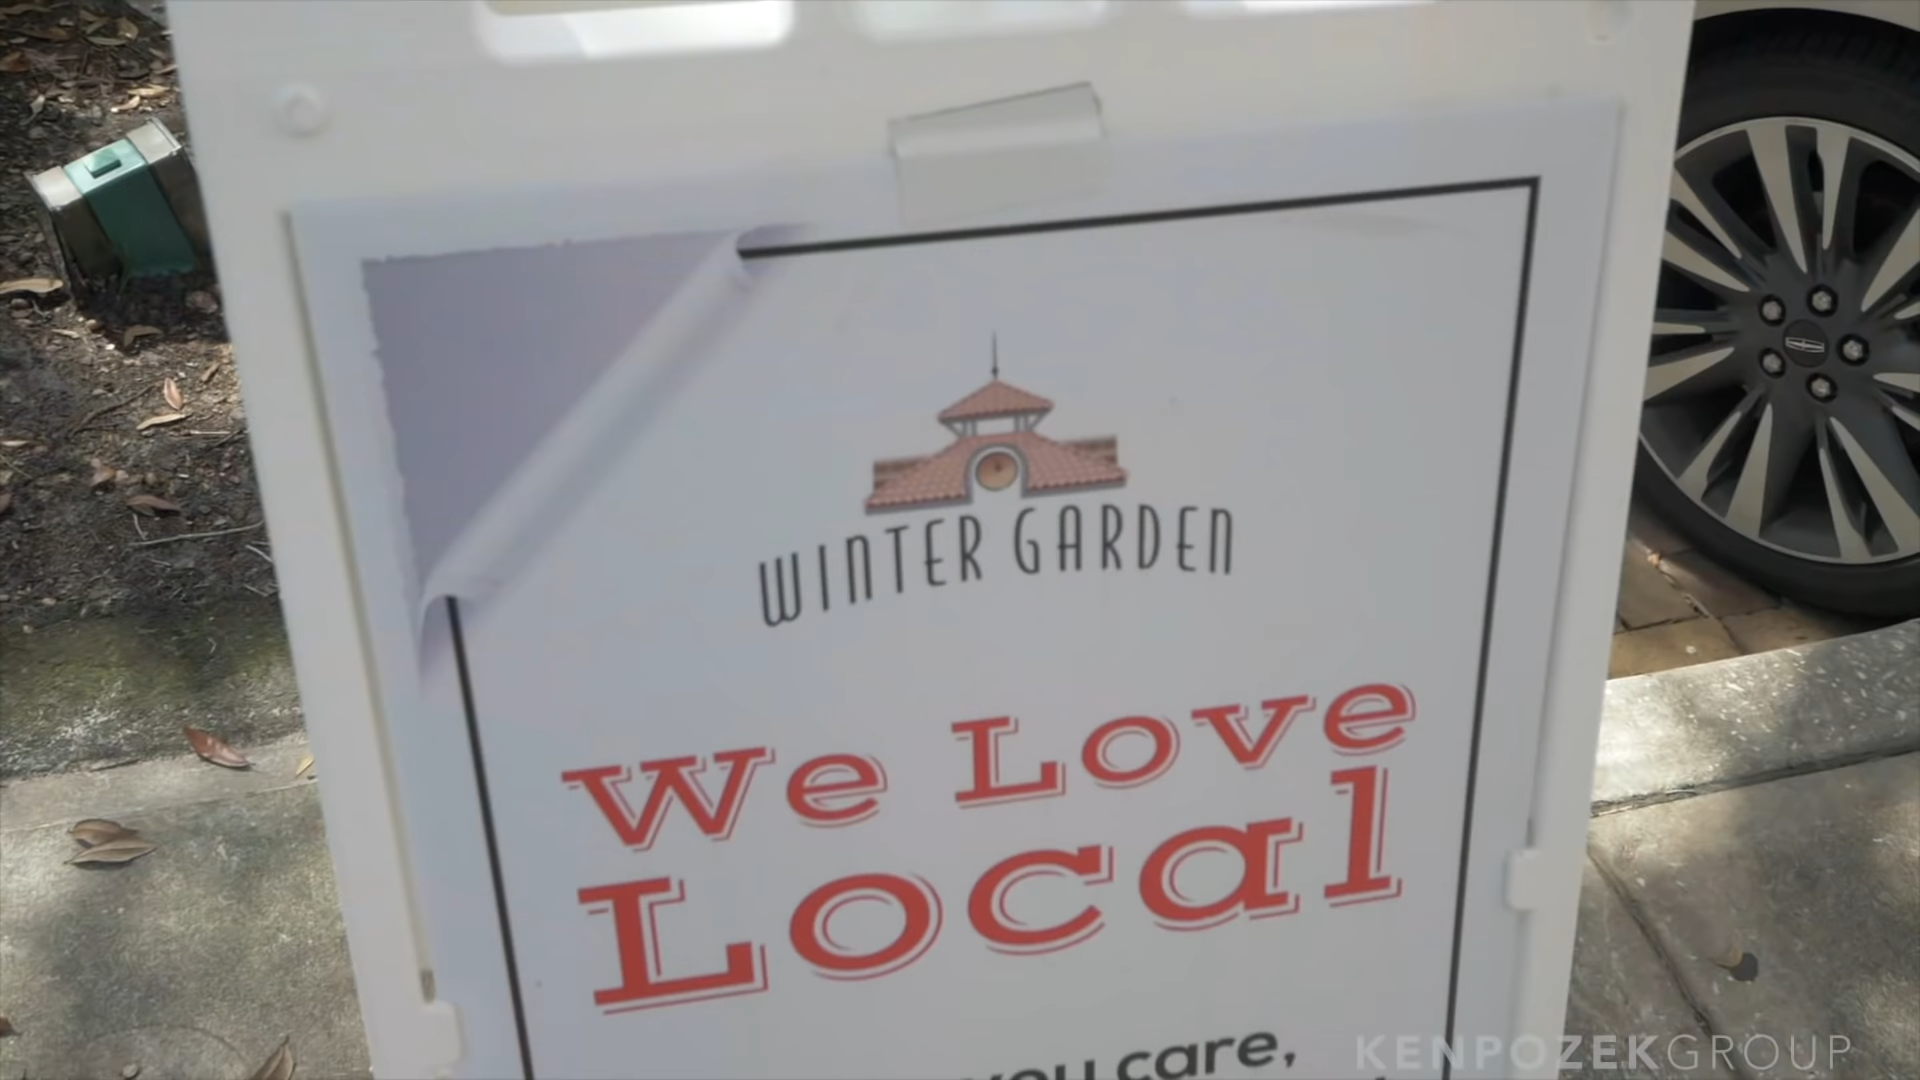 WINTER GARDEN
We Love
Local
you care,
KENPOZEKGROUP